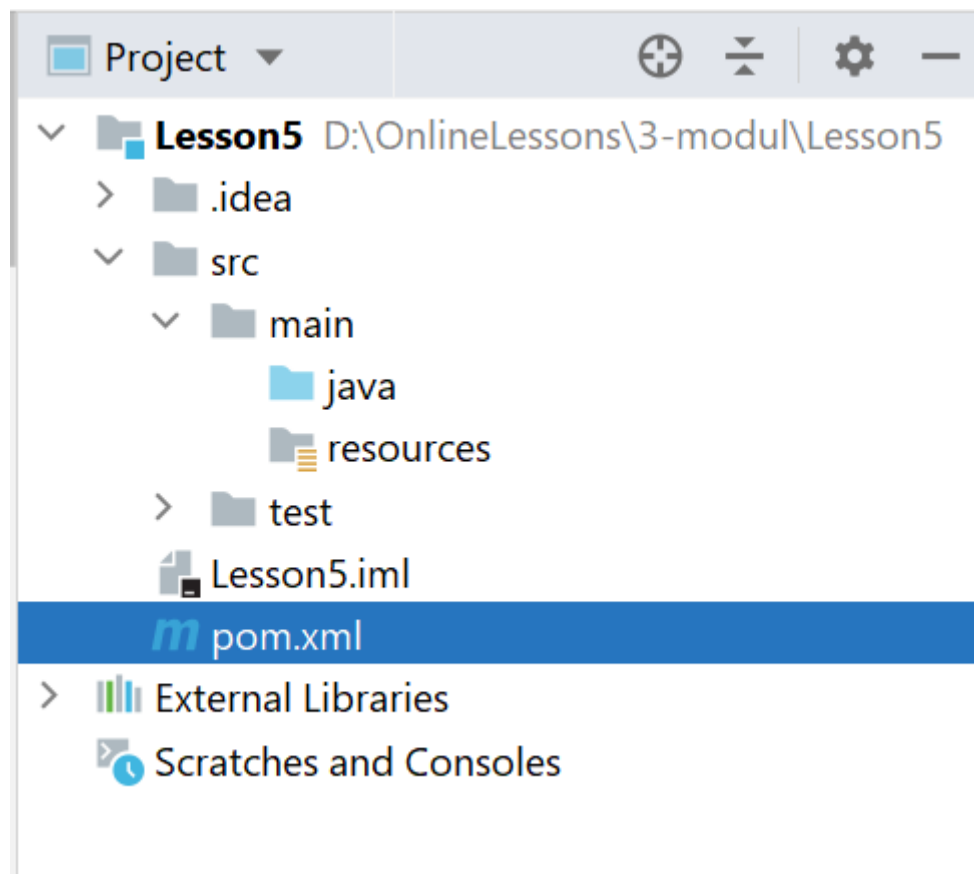 Project
Lesson5 D:\OnlineLessons\3-modul\Lesson5
.idea
src
main
java
resources
test
Lesson5.iml
m pom.xml
External Libraries
Scratches and Consoles